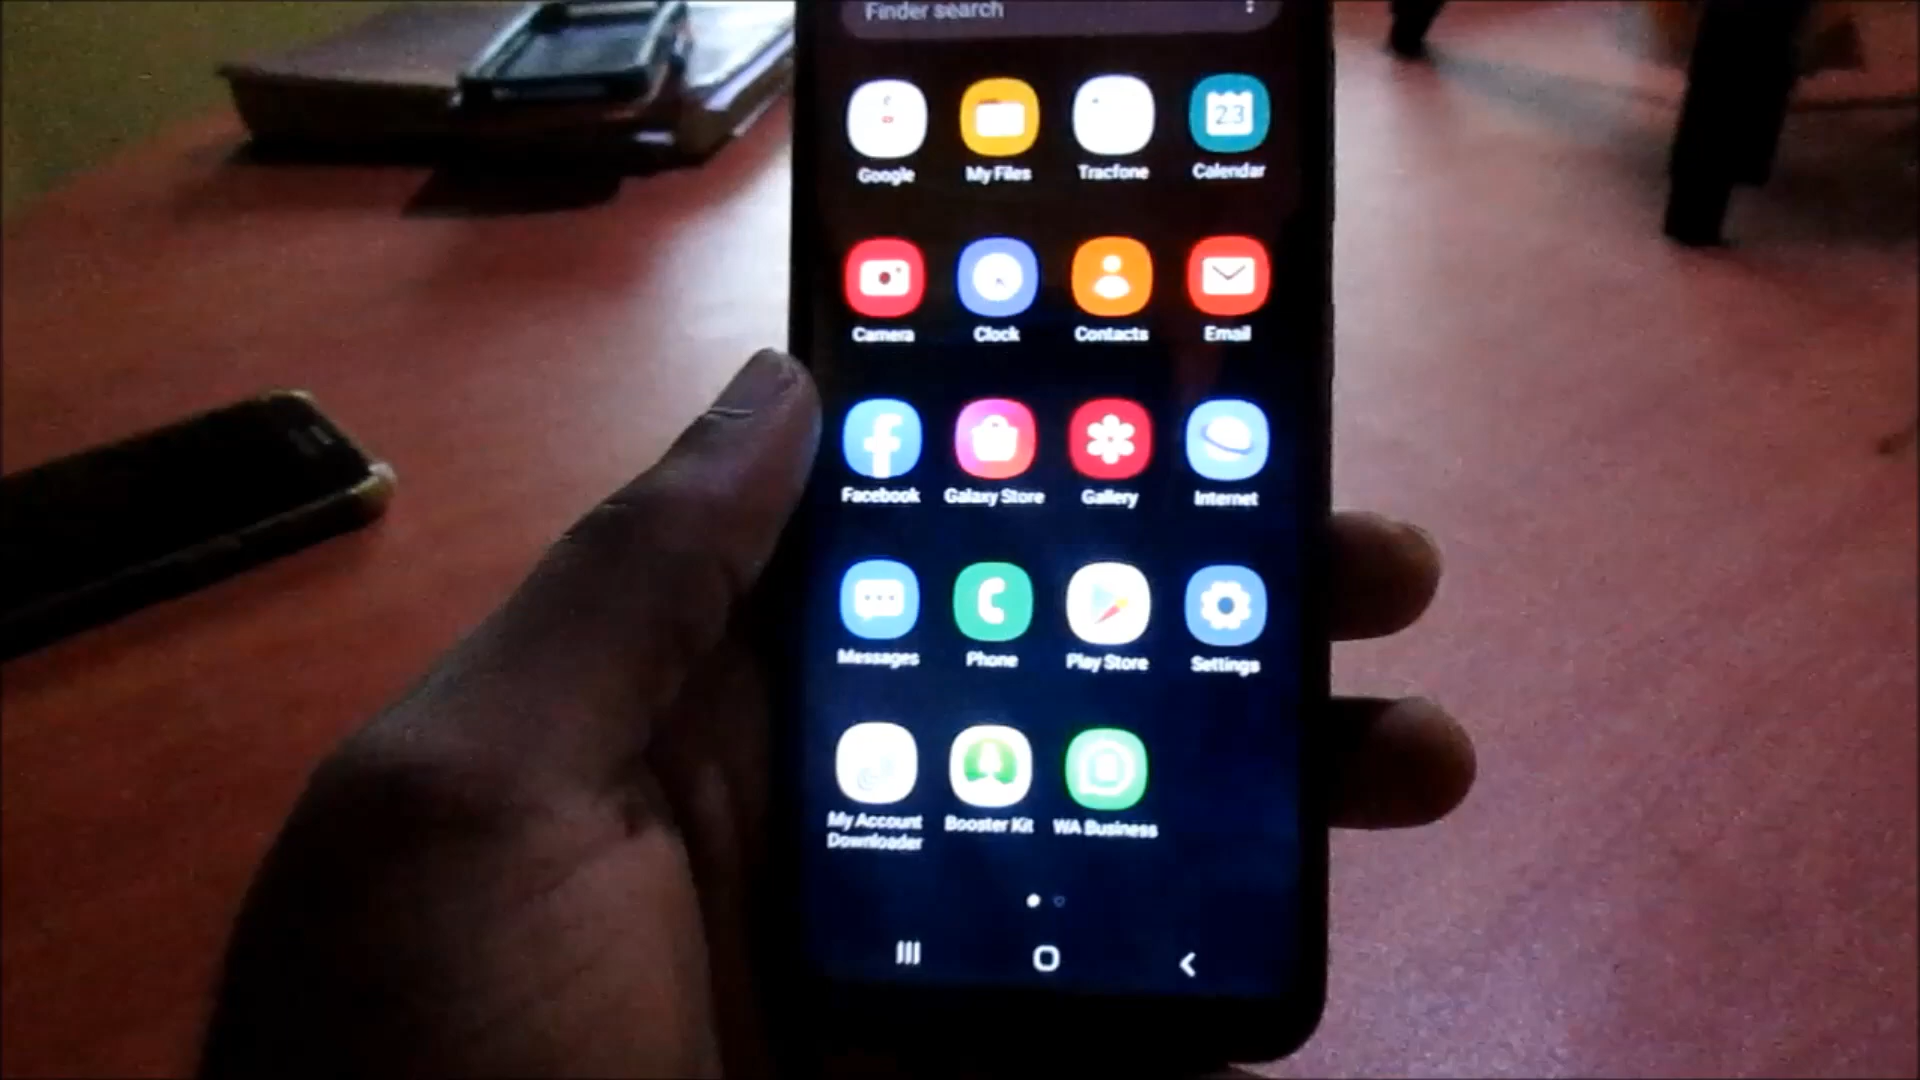 Finder search
Google My Files Tracfone Calendar
23
Camera Clock Contacts Email
Facebook Galaxy Store Gallery Internet
Messages Phone Play Store Settings
My Account Booster Kit WA Business
Downloader